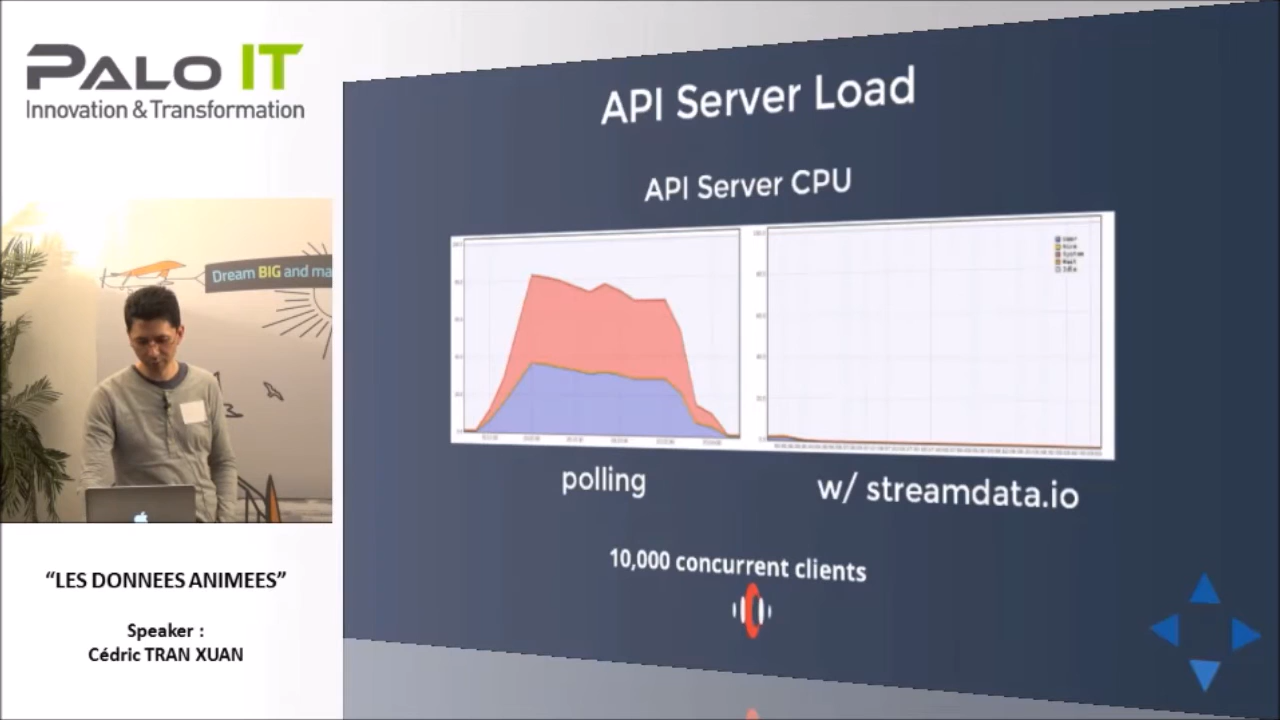 PALO IT
Innovation & Transformation
Dream BIG and ma
"LES DONNEES ANIMEES"
Speaker :
Cédric TRAN XUAN
API Server Load
API Server CPU
polling
w/ streamdata.io
10,000 concurrent clients